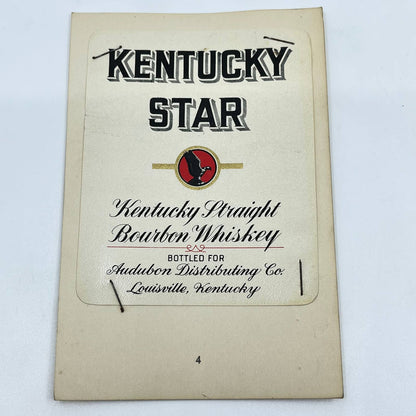 KENTUCKY
STAR
Kentucky Straight
Bourbon Whiskey
BOTTLED FOR
Audubon Distributing Co.
Louisville, Kentucky
4